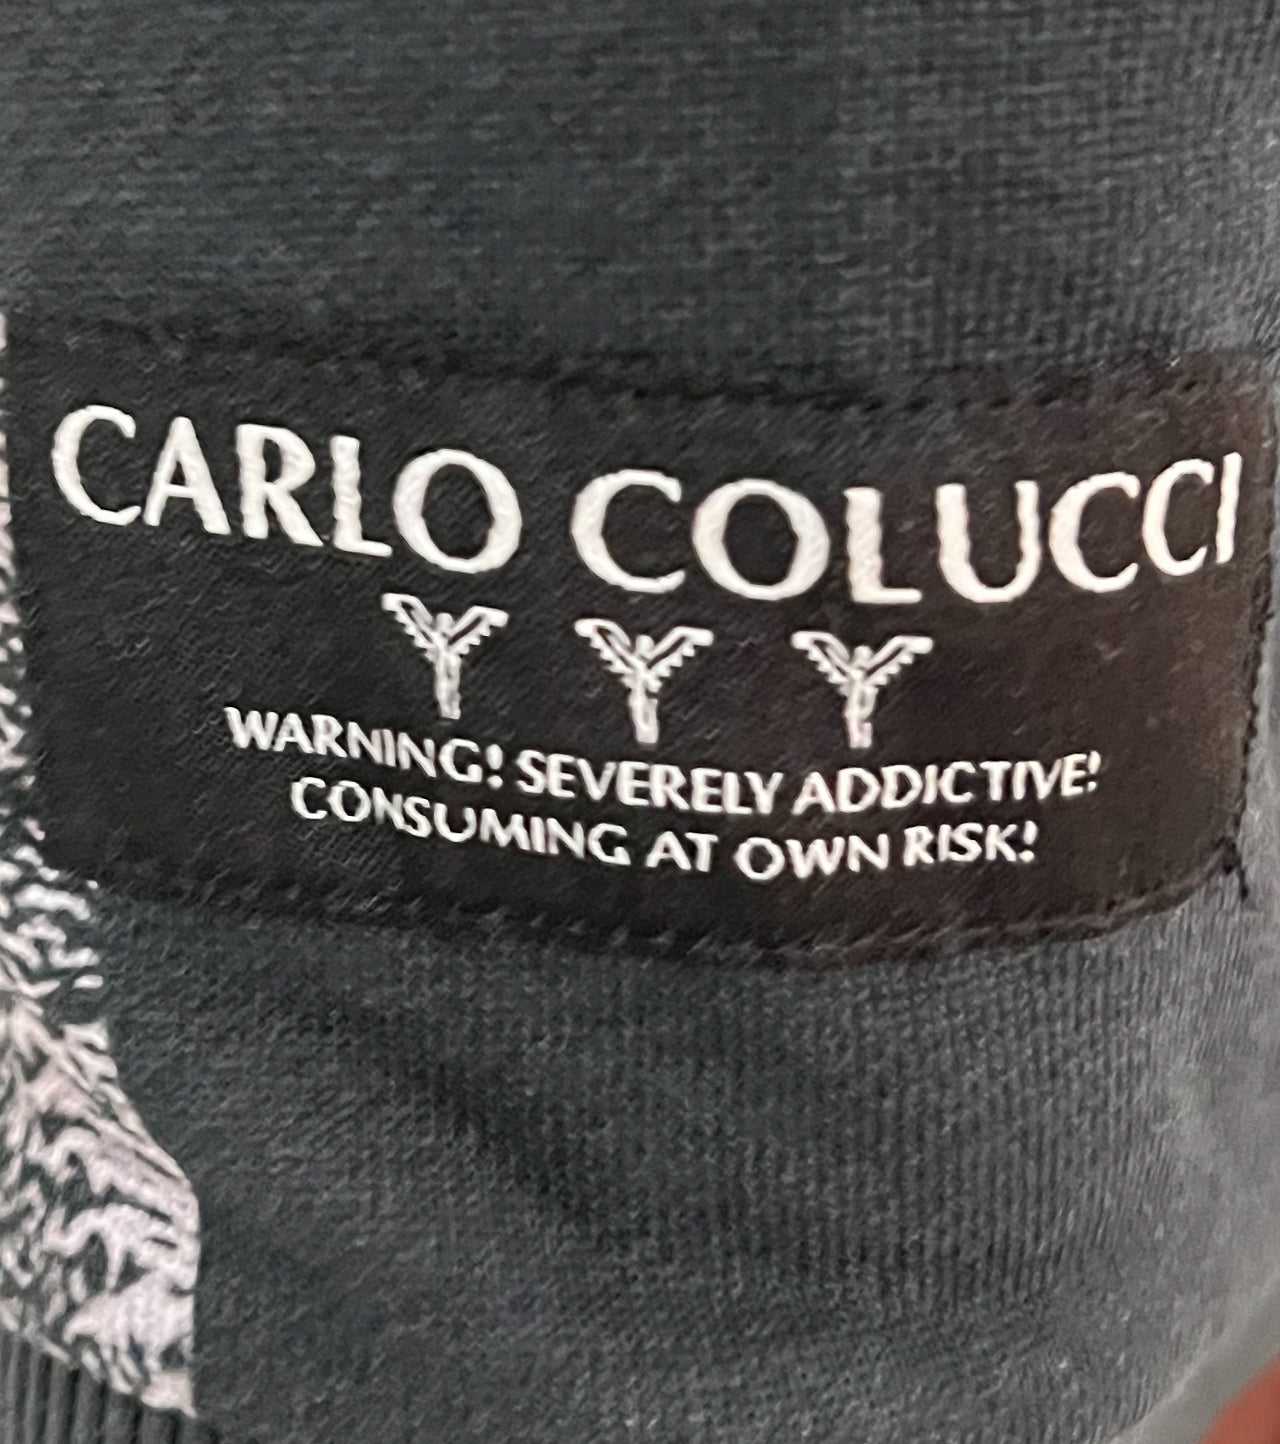 CARLO COLUCCI
WARNING! SEVERELY ADDICTIVE!
CONSUMING AT OWN RISK!